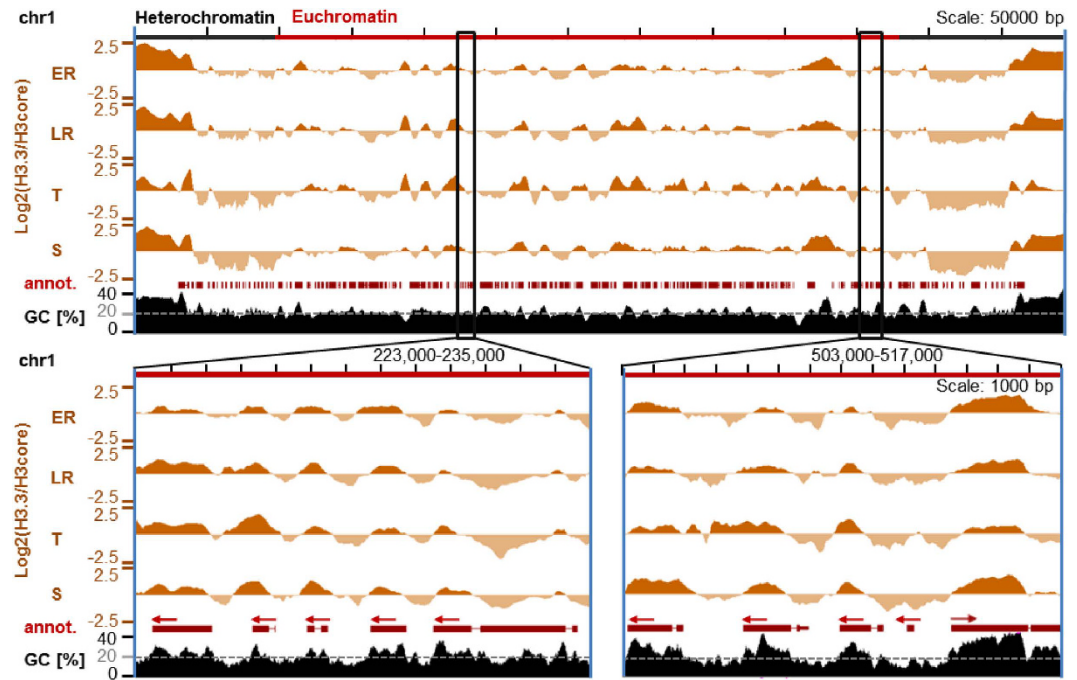 chr1 Heterochromatin Euchromatin Scale: 50000 bp
Log2(H3.3/H3core)
2.5
ER
-2.5
2.5
LR
-2.5
2.5
T
-2.5
2.5
S
-2.5
annot.
40
GC [%] 20
0
chr1 223,000-235,000 503,000-517,000
Scale: 1000 bp
Log2(H3.3/H3core)
2.5
ER
-2.5
2.5
LR
-2.5
2.5
T
-2.5
2.5
S
-2.5
annot.
40
GC [%] 20
0